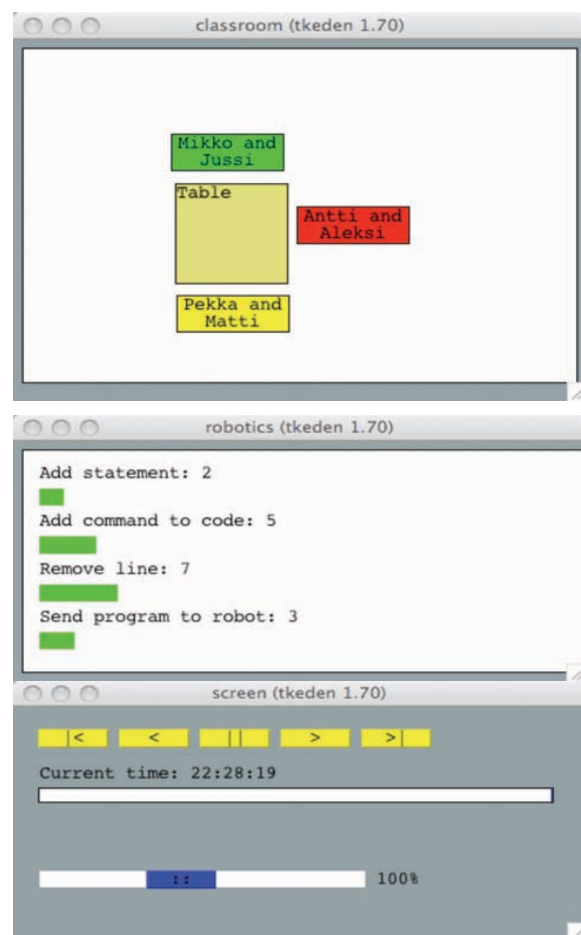 classroom (tkeden 1.70)
Mikko and
Jussi
Table
Antti and
Aleksi
Pekka and
Matti
robotics (tkeden 1.70)
Add statement: 2
Add command to code: 5
Remove line: 7
Send program to robot: 3
screen (tkeden 1.70)
|< < || > >|
Current time: 22:28:19
:: 100%